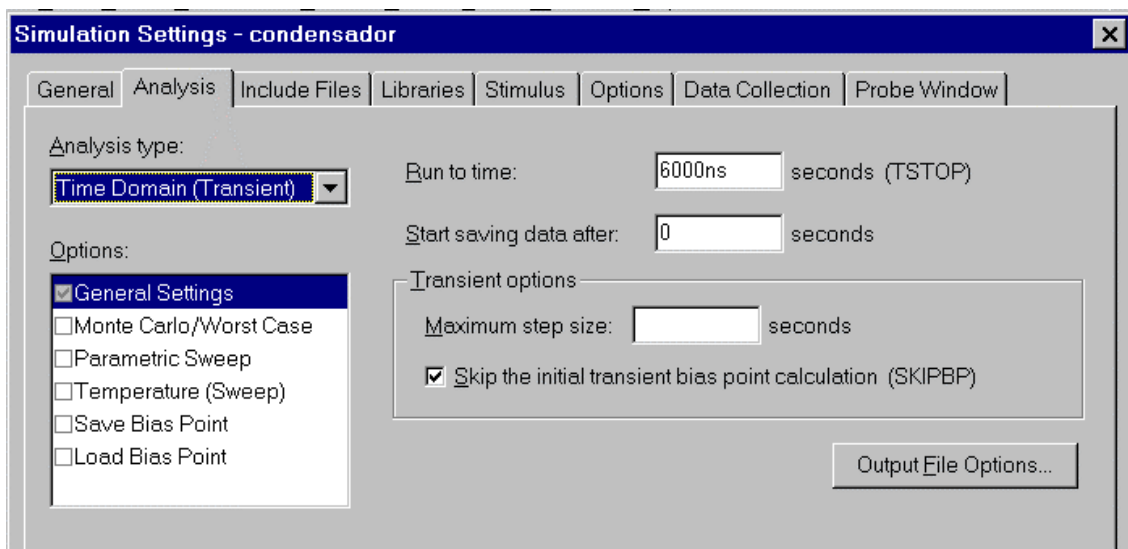 Simulation Settings - condensador
General Analysis Include Files Libraries Stimulus Options Data Collection Probe Window
Analysis type:
Time Domain (Transient)
Options:
General Settings
Monte Carlo/Worst Case
Parametric Sweep
Temperature (Sweep)
Save Bias Point
Load Bias Point
Run to time: 6000ns seconds (TSTOP)
Start saving data after: 0 seconds
Transient options
Maximum step size: seconds
Skip the initial transient bias point calculation (SKIPBP)
Output File Options...